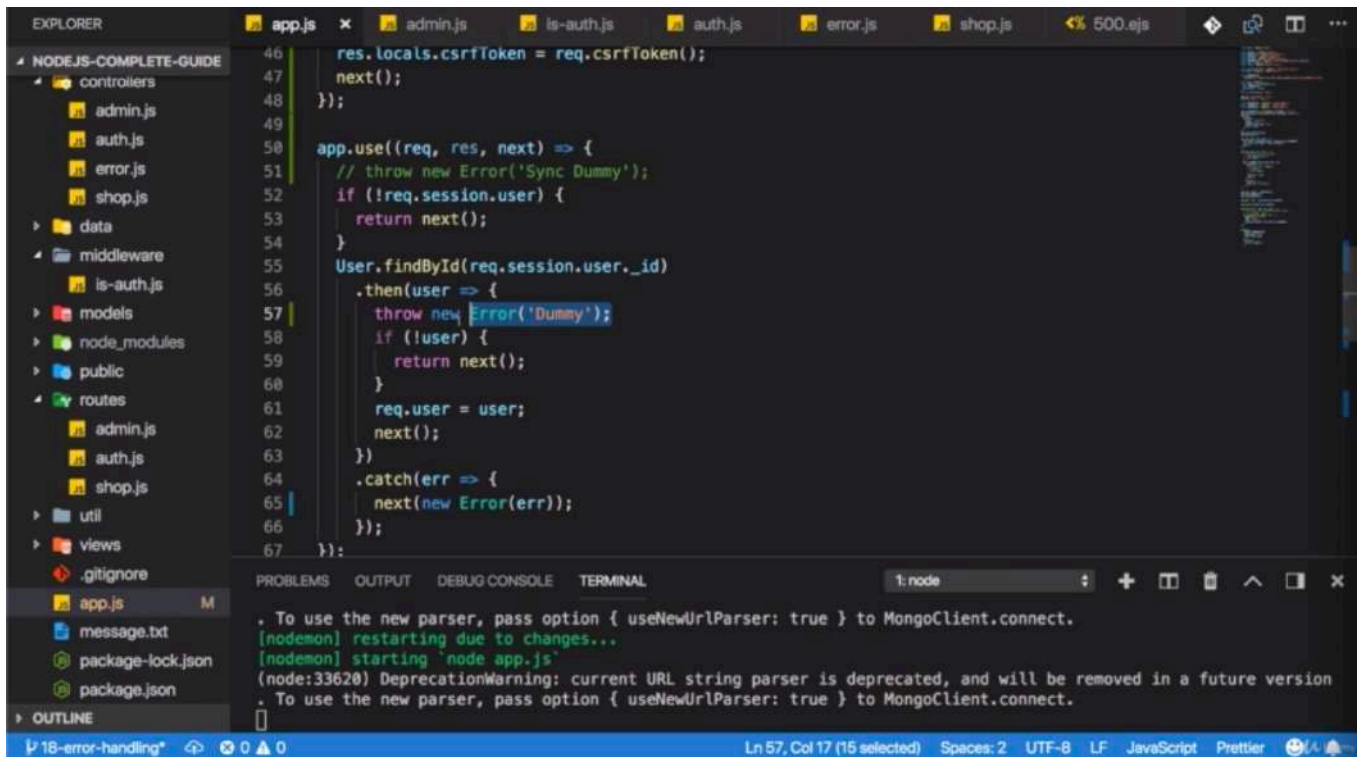 EXPLORER
app.js × admin.js is-auth.js auth.js error.js shop.js <% 500.ejs ...
NODEJS-COMPLETE-GUIDE
controllers
admin.js
auth.js
error.js
shop.js
data
middleware
is-auth.js
models
node_modules
public
routes
admin.js
auth.js
shop.js
util
views
.gitignore
app.js M
message.txt
package-lock.json
package.json
OUTLINE
46 res.locals.csrfToken = req.csrfToken();
47 next();
48 });
49
50 app.use((req, res, next) => {
51 // throw new Error('Sync Dummy');
52 if (!req.session.user) {
53 return next();
54 }
55 User.findById(req.session.user._id)
56 .then(user => {
57 throw new Error('Dummy');
58 if (!user) {
59 return next();
60 }
61 req.user = user;
62 next();
63 })
64 .catch(err => {
65 next(new Error(err));
66 });
67 });
PROBLEMS OUTPUT DEBUG CONSOLE TERMINAL 1: node
. To use the new parser, pass option { useNewUrlParser: true } to MongoClient.connect.
[nodemon] restarting due to changes...
[nodemon] starting `node app.js`
(node:33620) DeprecationWarning: current URL string parser is deprecated, and will be removed in a future version
. To use the new parser, pass option { useNewUrlParser: true } to MongoClient.connect.
18-error-handling* 0 0 Ln 57, Col 17 (15 selected) Spaces: 2 UTF-8 LF JavaScript Prettier